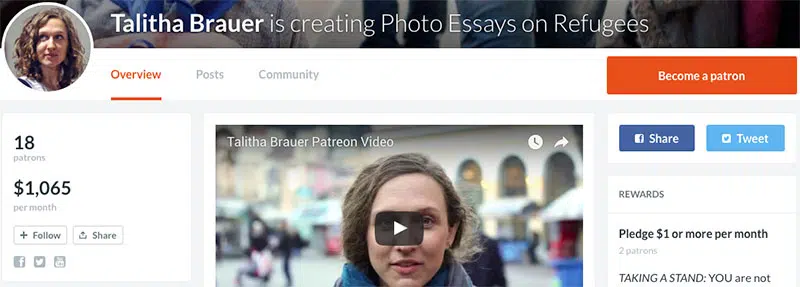 Talitha Brauer is creating Photo Essays on Refugees
Overview Posts Community
Become a patron
18
patrons
$1,065
per month
+ Follow
Share
Talitha Brauer Patreon Video
Share
Tweet
REWARDS
Pledge $1 or more per month
2 patrons
TAKING A STAND: YOU are not